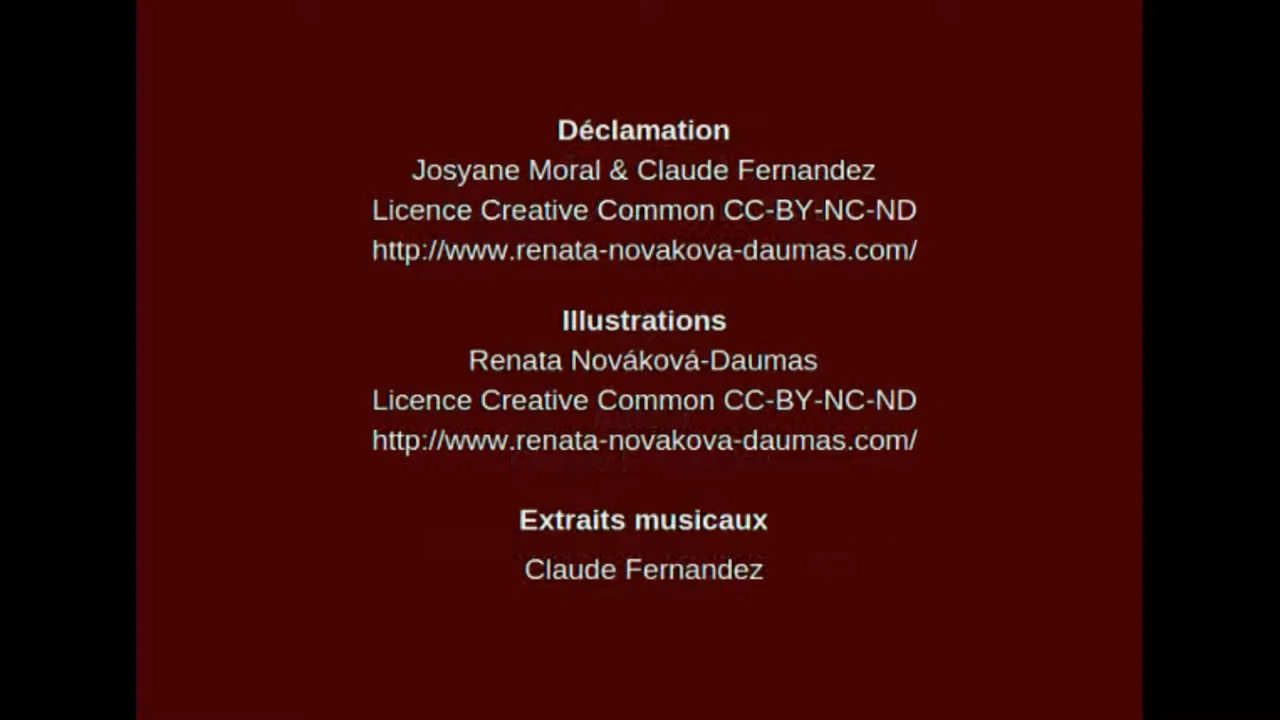 Déclamation
Josyane Moral & Claude Fernandez
Licence Creative Common CC-BY-NC-ND
http://www.renata-novakova-daumas.com/
Illustrations
Renata Nováková-Daumas
Licence Creative Common CC-BY-NC-ND
http://www.renata-novakova-daumas.com/
Extraits musicaux
Claude Fernandez